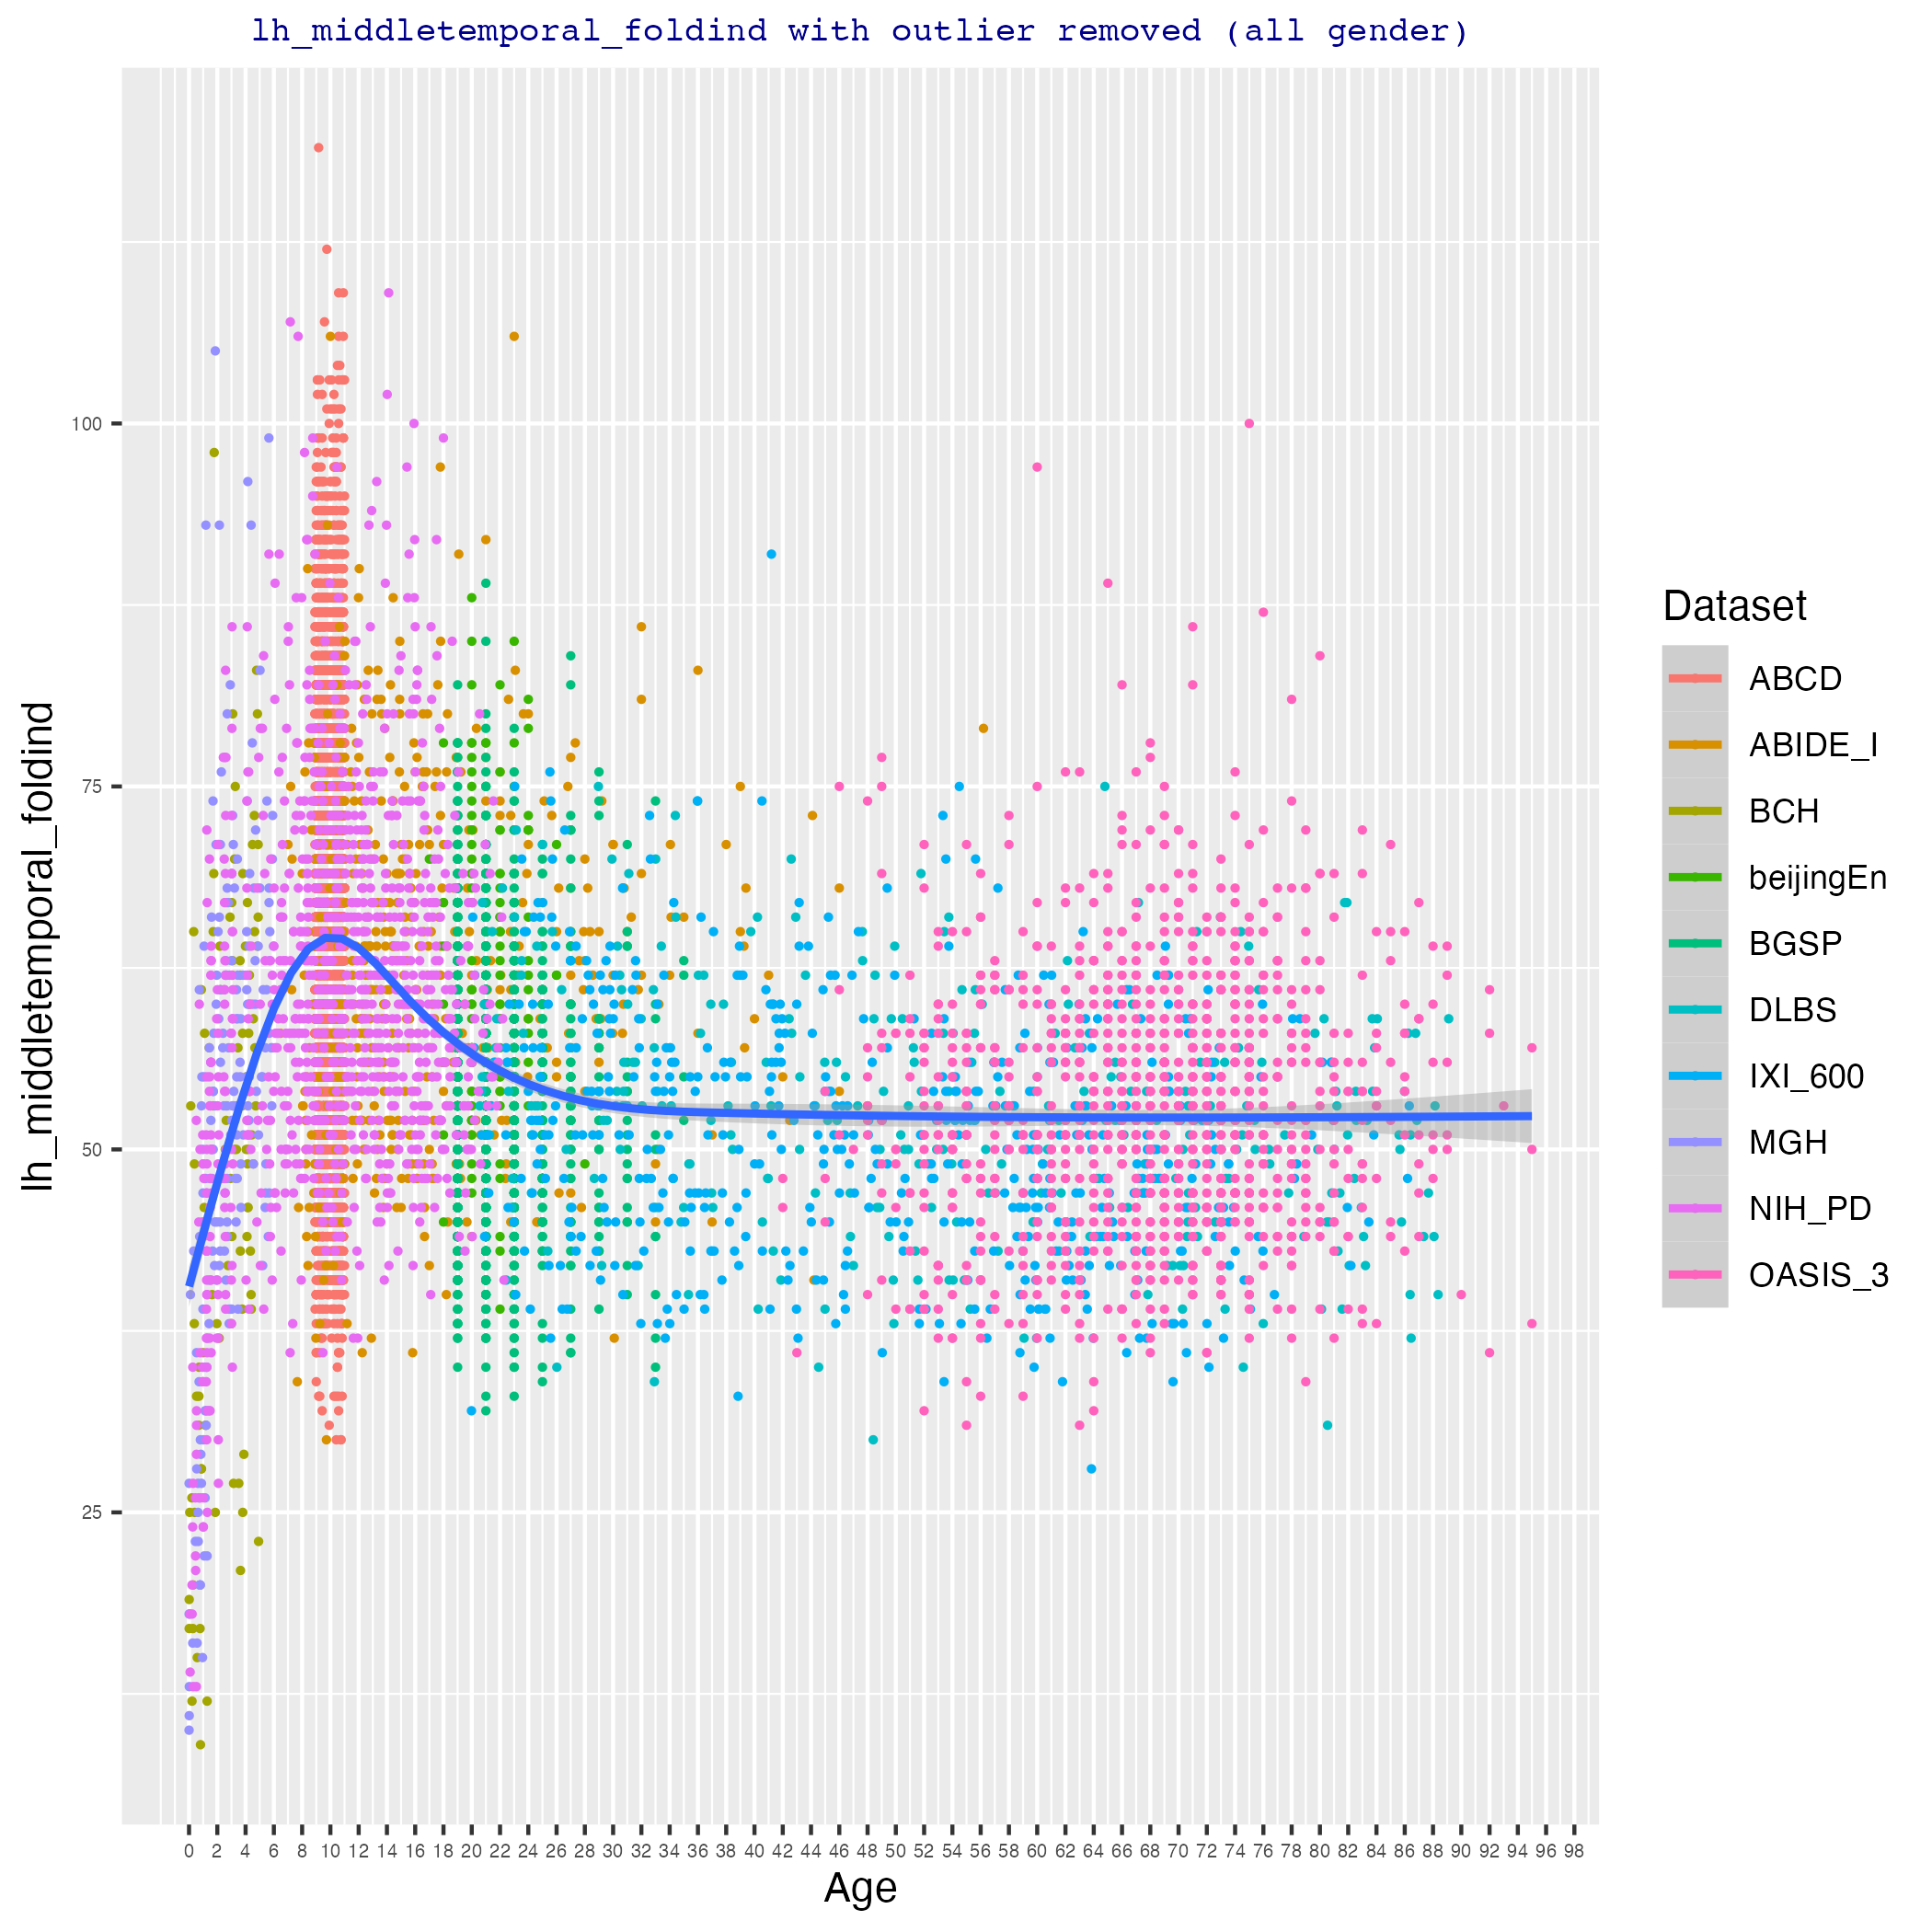 lh_middletemporal_foldind with outlier removed (all gender)
lh_middletemporal_foldind
100
75
50
25
0 2 4 6 8 10 12 14 16 18 20 22 24 26 28 30 32 34 36 38 40 42 44 46 48 50 52 54 56 58 60 62 64 66 68 70 72 74 76 78 80 82 84 86 88 90 92 94 96 98
Age
Dataset
ABCD
ABIDE_I
BCH
beijingEn
BGSP
DLBS
IXI_600
MGH
NIH_PD
OASIS_3